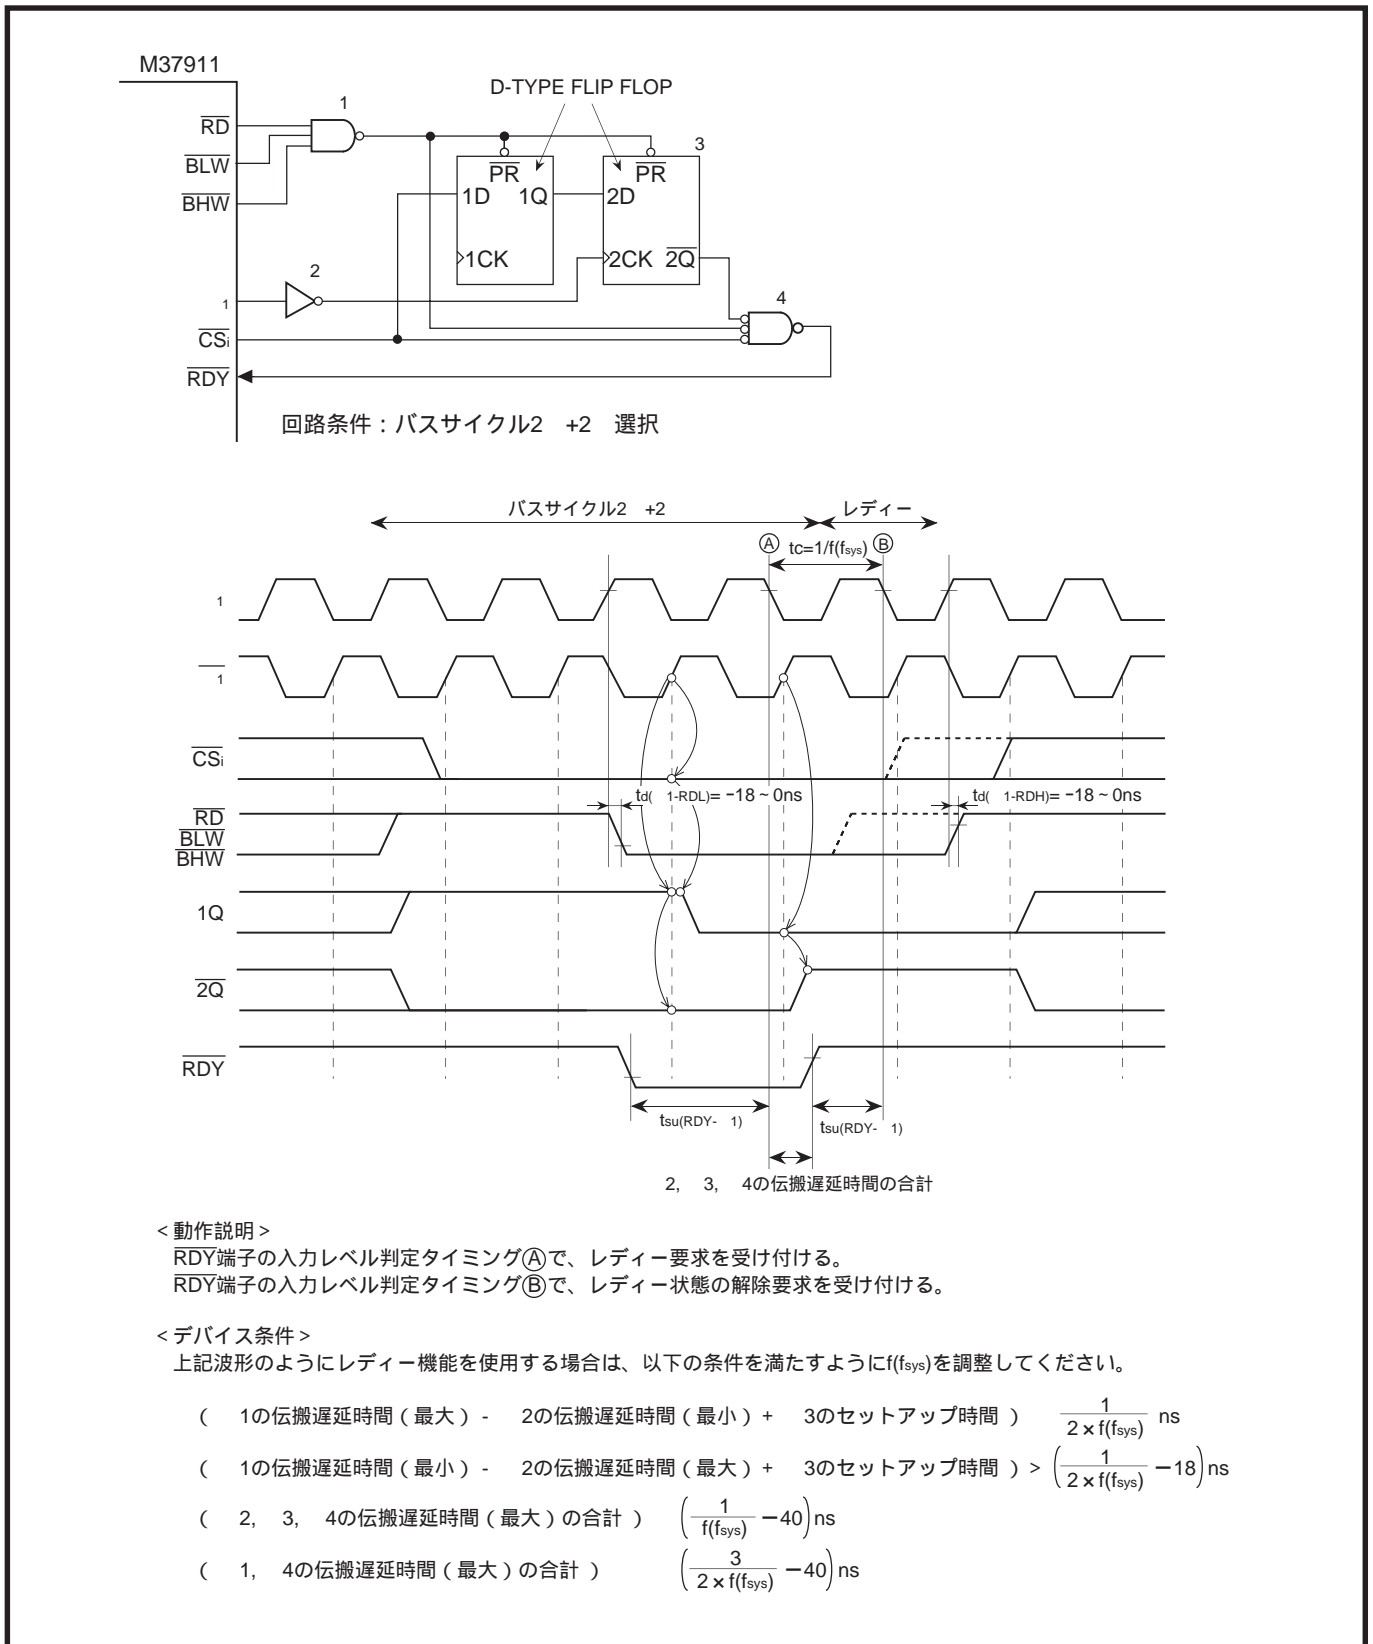 M37911
D-TYPE FLIP FLOP
1
3
RD
BLW
BHW
PR
PR
1D
1Q
2D
1CK
2CK
2Q
2
1
4
CSi
RDY
回路条件：バスサイクル2 +2 選択
バスサイクル2 +2
レディー
A
tc=1/f(fsys)
B
1
1
CSi
td( 1-RDL)= −18 ~ 0ns
td( 1-RDH)= −18 ~ 0ns
RD
BLW
BHW
1Q
2Q
RDY
tsu(RDY- 1)
tsu(RDY- 1)
2, 3, 4の伝搬遅延時間の合計
<動作説明>
RDY端子の入力レベル判定タイミングⒶで、レディー要求を受け付ける。
RDY端子の入力レベル判定タイミングⒷで、レディー状態の解除要求を受け付ける。
<デバイス条件>
上記波形のようにレディー機能を使用する場合は、以下の条件を満たすようにf(fsys)を調整してください。
( 1の伝搬遅延時間（最大）- 2の伝搬遅延時間（最小）+ 3のセットアップ時間 ) 1/(2×f(fsys)) ns
( 1の伝搬遅延時間（最小）- 2の伝搬遅延時間（最大）+ 3のセットアップ時間 ) > (1/(2×f(fsys)) −18) ns
( 2, 3, 4の伝搬遅延時間（最大）の合計 ) (1/f(fsys) −40) ns
( 1, 4の伝搬遅延時間（最大）の合計 ) (3/(2×f(fsys)) −40) ns